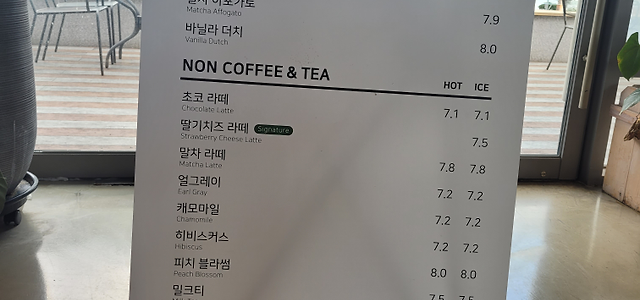 아포가토
Matcha Affogato
7.9
바닐라 더치
Vanilla Dutch
8.0
NON COFFEE & TEA
HOT ICE
초코 라떼
Chocolate Latte
7.1 7.1
딸기치즈 라떼 Signature
Strawberry Cheese Latte
7.5
말차 라떼
Matcha Latte
7.8 7.8
얼그레이
Earl Gray
7.2 7.2
캐모마일
Chamomile
7.2 7.2
히비스커스
Hibiscus
7.2 7.2
피치 블라썸
Peach Blossom
8.0 8.0
밀크티
7.5 7.5